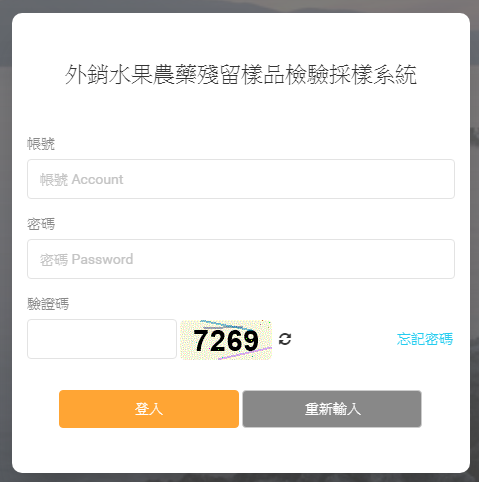 外銷水果農藥殘留樣品檢驗採樣系統
帳號
帳號 Account
密碼
密碼 Password
驗證碼
7269 忘記密碼
登入 重新輸入